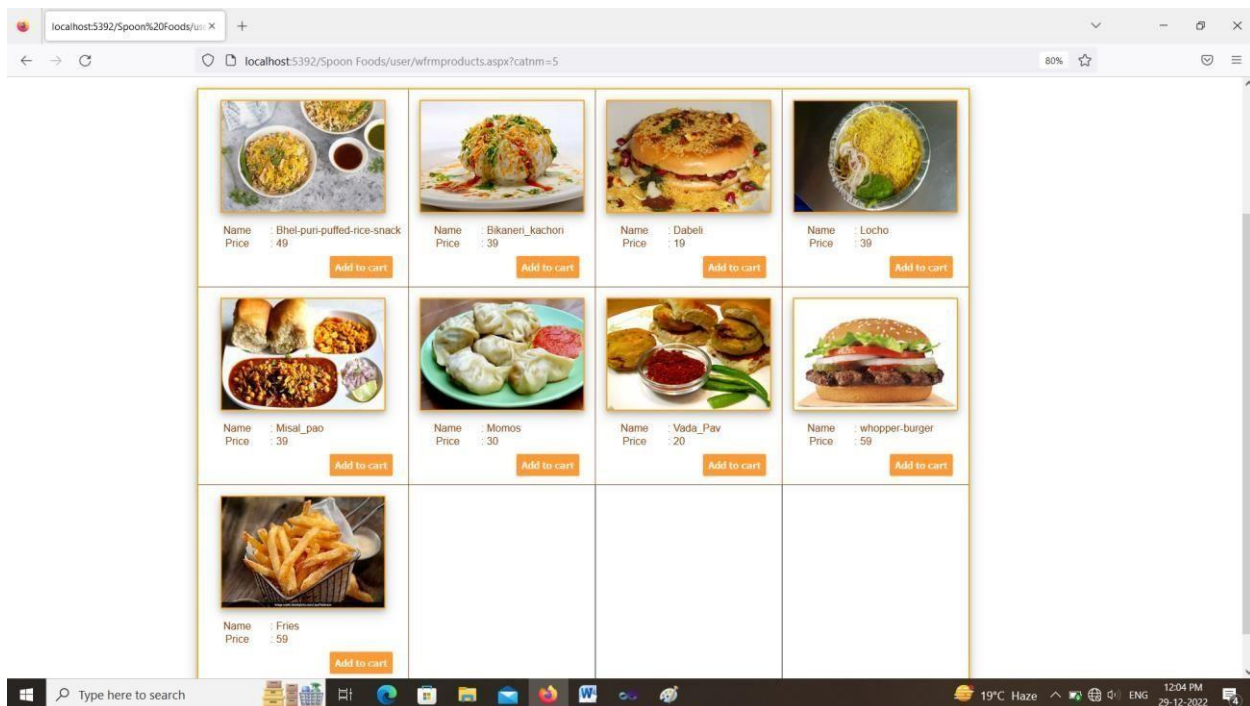 localhost:5392/Spoon%20Foods/use
localhost:5392/Spoon Foods/user/wfrmproducts.aspx?catnm=5
80%
Name : Bhel-puri-puffed-rice-snack
Price : 49
Add to cart
Name : Bikaneri_kachori
Price : 39
Add to cart
Name : Dabeli
Price : 19
Add to cart
Name : Locho
Price : 39
Add to cart
Name : Misal_pao
Price : 39
Add to cart
Name : Momos
Price : 30
Add to cart
Name : Vada_Pav
Price : 20
Add to cart
Name : whopper-burger
Price : 59
Add to cart
Name : Fries
Price : 59
Add to cart
Type here to search
W
19°C Haze
ENG
12:04 PM
29-12-2022
4